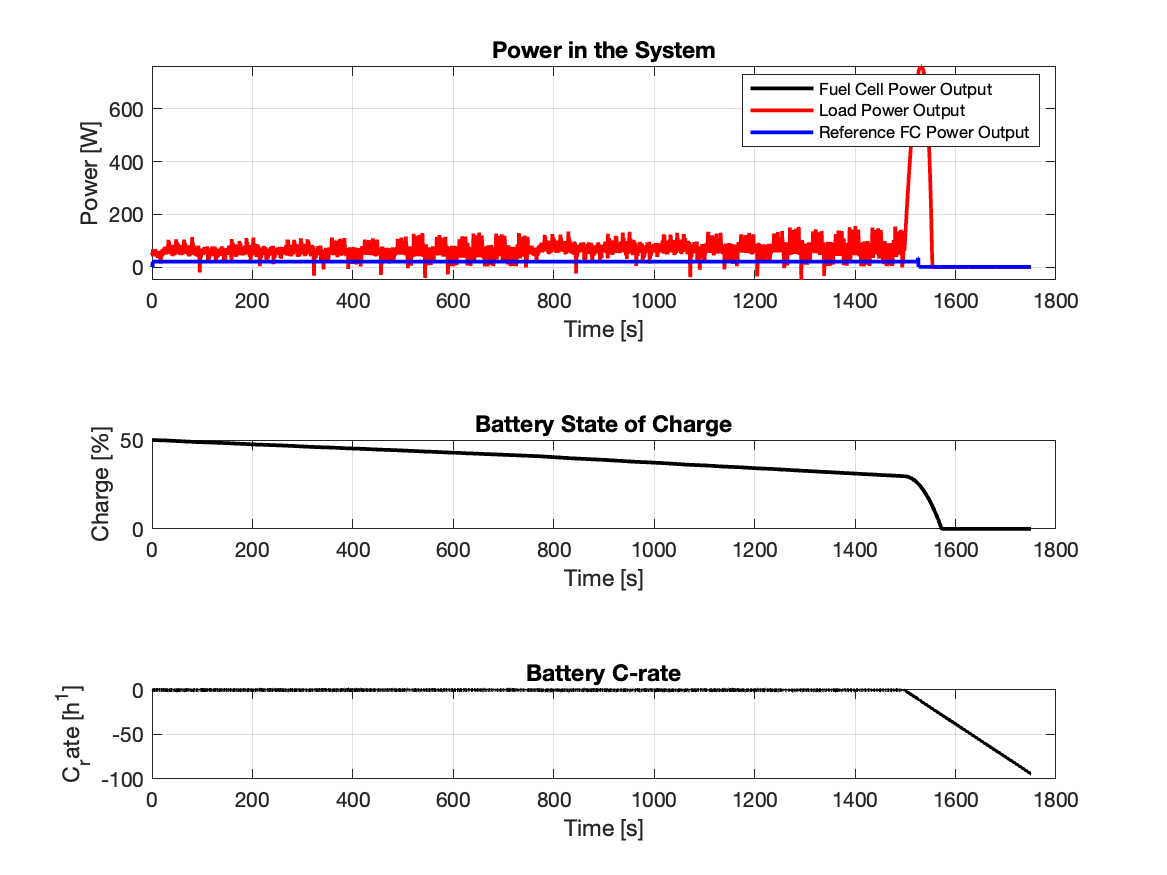 Power in the System
Power [W]
600
400
200
0
Fuel Cell Power Output
Load Power Output
Reference FC Power Output
0 200 400 600 800 1000 1200 1400 1600 1800
Time [s]
Battery State of Charge
Charge [%]
50
0
0 200 400 600 800 1000 1200 1400 1600 1800
Time [s]
Battery C-rate
C_rate [h^1]
0
-50
-100
0 200 400 600 800 1000 1200 1400 1600 1800
Time [s]